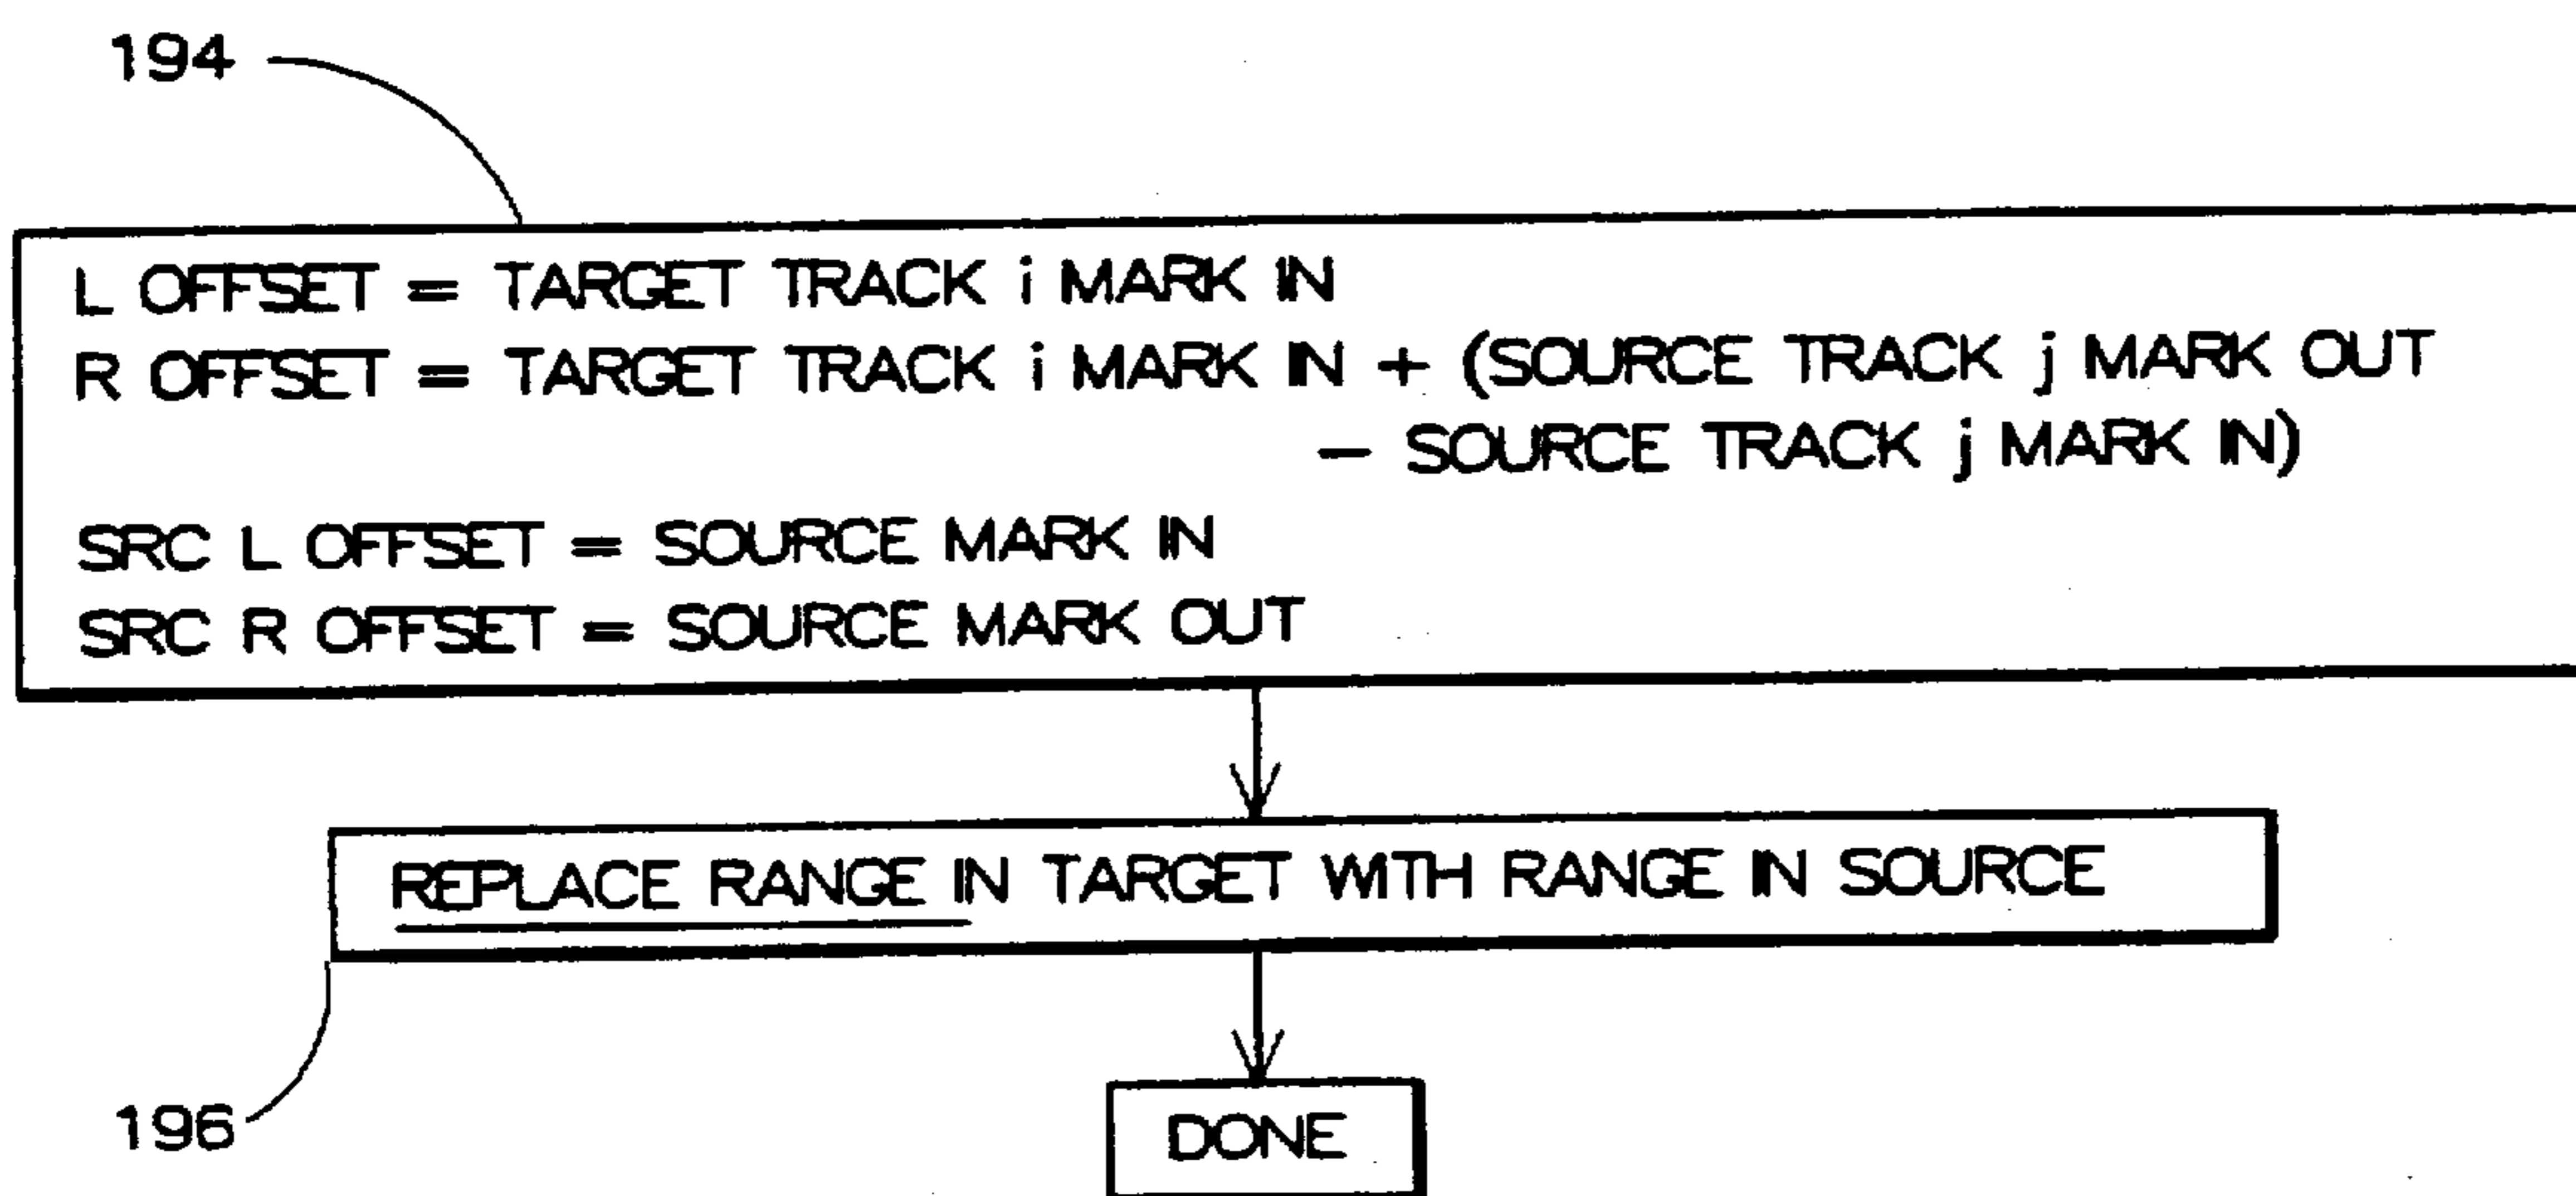 194
L OFFSET = TARGET TRACK i MARK IN
R OFFSET = TARGET TRACK i MARK IN + (SOURCE TRACK j MARK OUT
- SOURCE TRACK j MARK IN)
SRC L OFFSET = SOURCE MARK IN
SRC R OFFSET = SOURCE MARK OUT
REPLACE RANGE IN TARGET WITH RANGE IN SOURCE
196
DONE